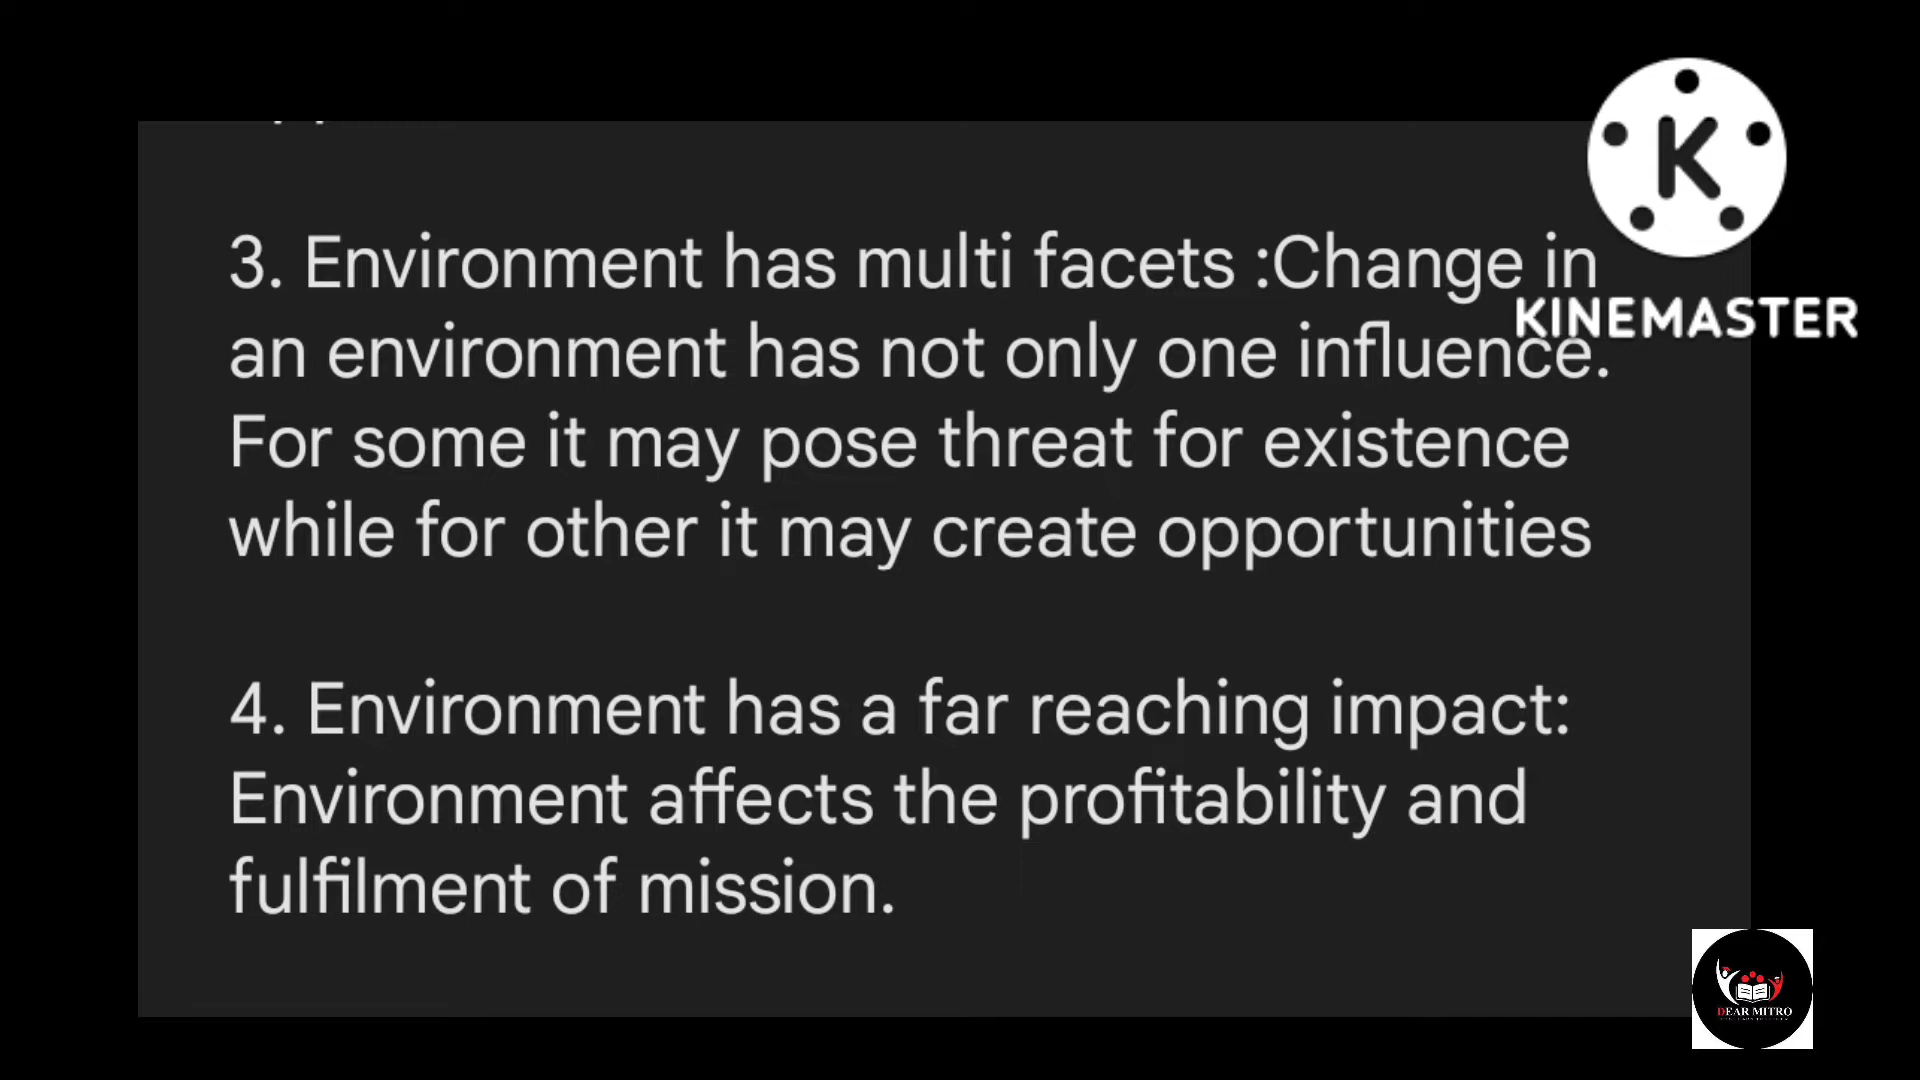 3. Environment has multi facets :Change in
an environment has not only one influence.
For some it may pose threat for existence
while for other it may create opportunities
4. Environment has a far reaching impact:
Environment affects the profitability and
fulfilment of mission.
K
KINEMASTER
DEAR MITRO